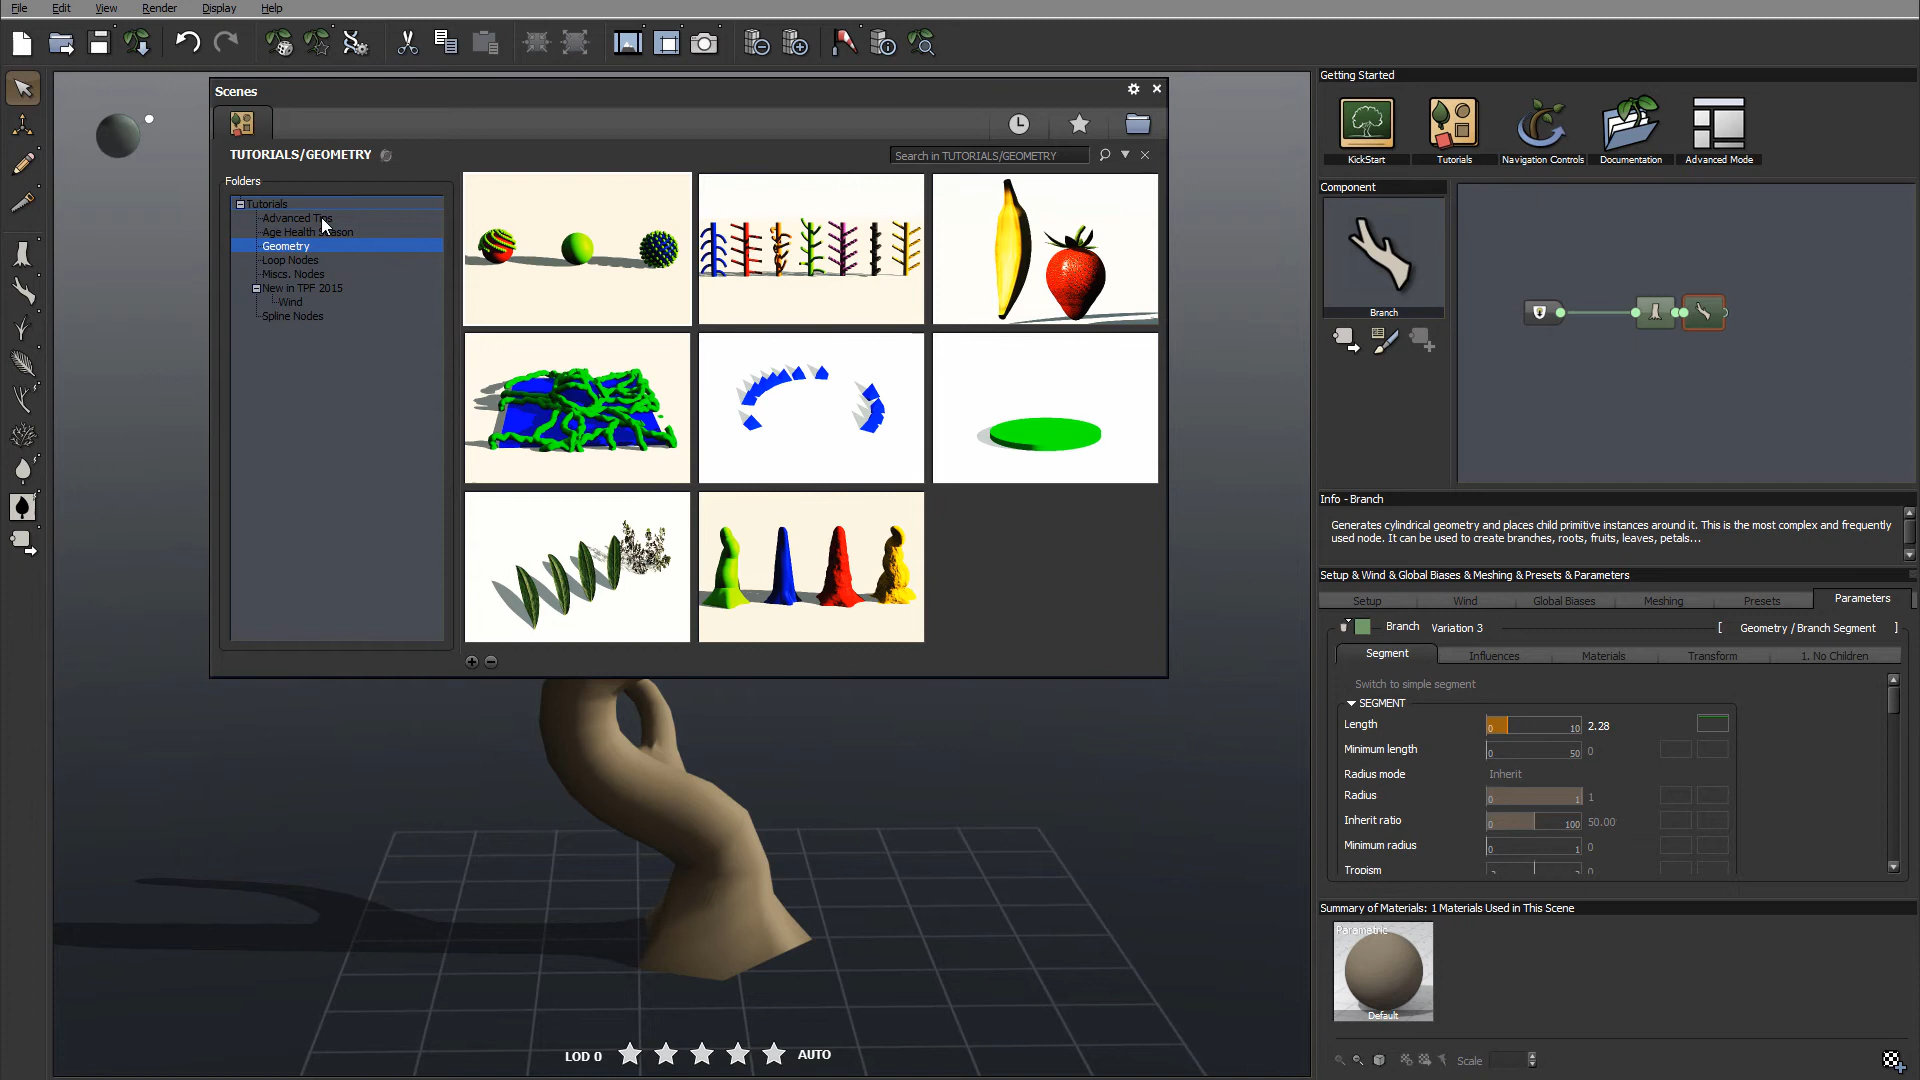 File Edit View Render Display Help
Getting Started
KickStart Tutorials Navigation Controls Documentation Advanced Mode
Scenes
TUTORIALS/GEOMETRY
Search in TUTORIALS/GEOMETRY
Folders
Tutorials
Advanced Tips
Age Health Season
Geometry
Loop Nodes
Misc. Nodes
New in TPF 2015
Wind
Spline Nodes
Component
Branch
Info - Branch
Generates cylindrical geometry and places child primitive instances around it. This is the most complex and frequently
used node. It can be used to create branches, roots, fruits, leaves, petals...
Setup & Wind & Global Biases & Meshing & Presets & Parameters
Setup Wind Global Biases Meshing Presets Parameters
Branch Variation 3 [ Geometry / Branch Segment ]
Segment Influences Materials Transform 1. No Children
Switch to simple segment
SEGMENT
Length 0 10 2.28
Minimum length 0 50 0
Radius mode Inherit
Radius 0 1 1
Inherit ratio 0 100 50.00
Minimum radius 0 1 0
Tropism
Summary of Materials: 1 Materials Used in This Scene
Parametric
Default
LOD 0 AUTO
Scale